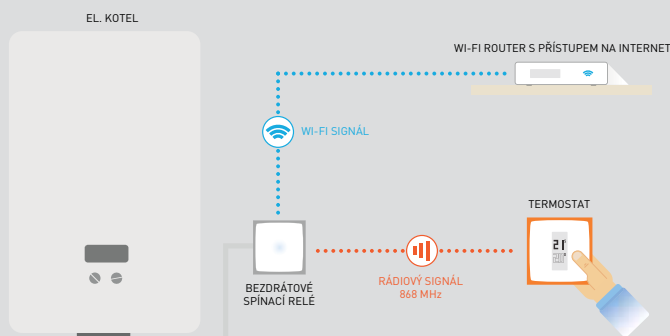 EL. KOTEL
WI-FI ROUTER S PŘÍSTUPEM NA INTERNET
WI-FI SIGNÁL
TERMOSTAT
21°
BEZDRÁTOVÉ
SPÍNACÍ RELÉ
RÁDIOVÝ SIGNÁL
868 MHz